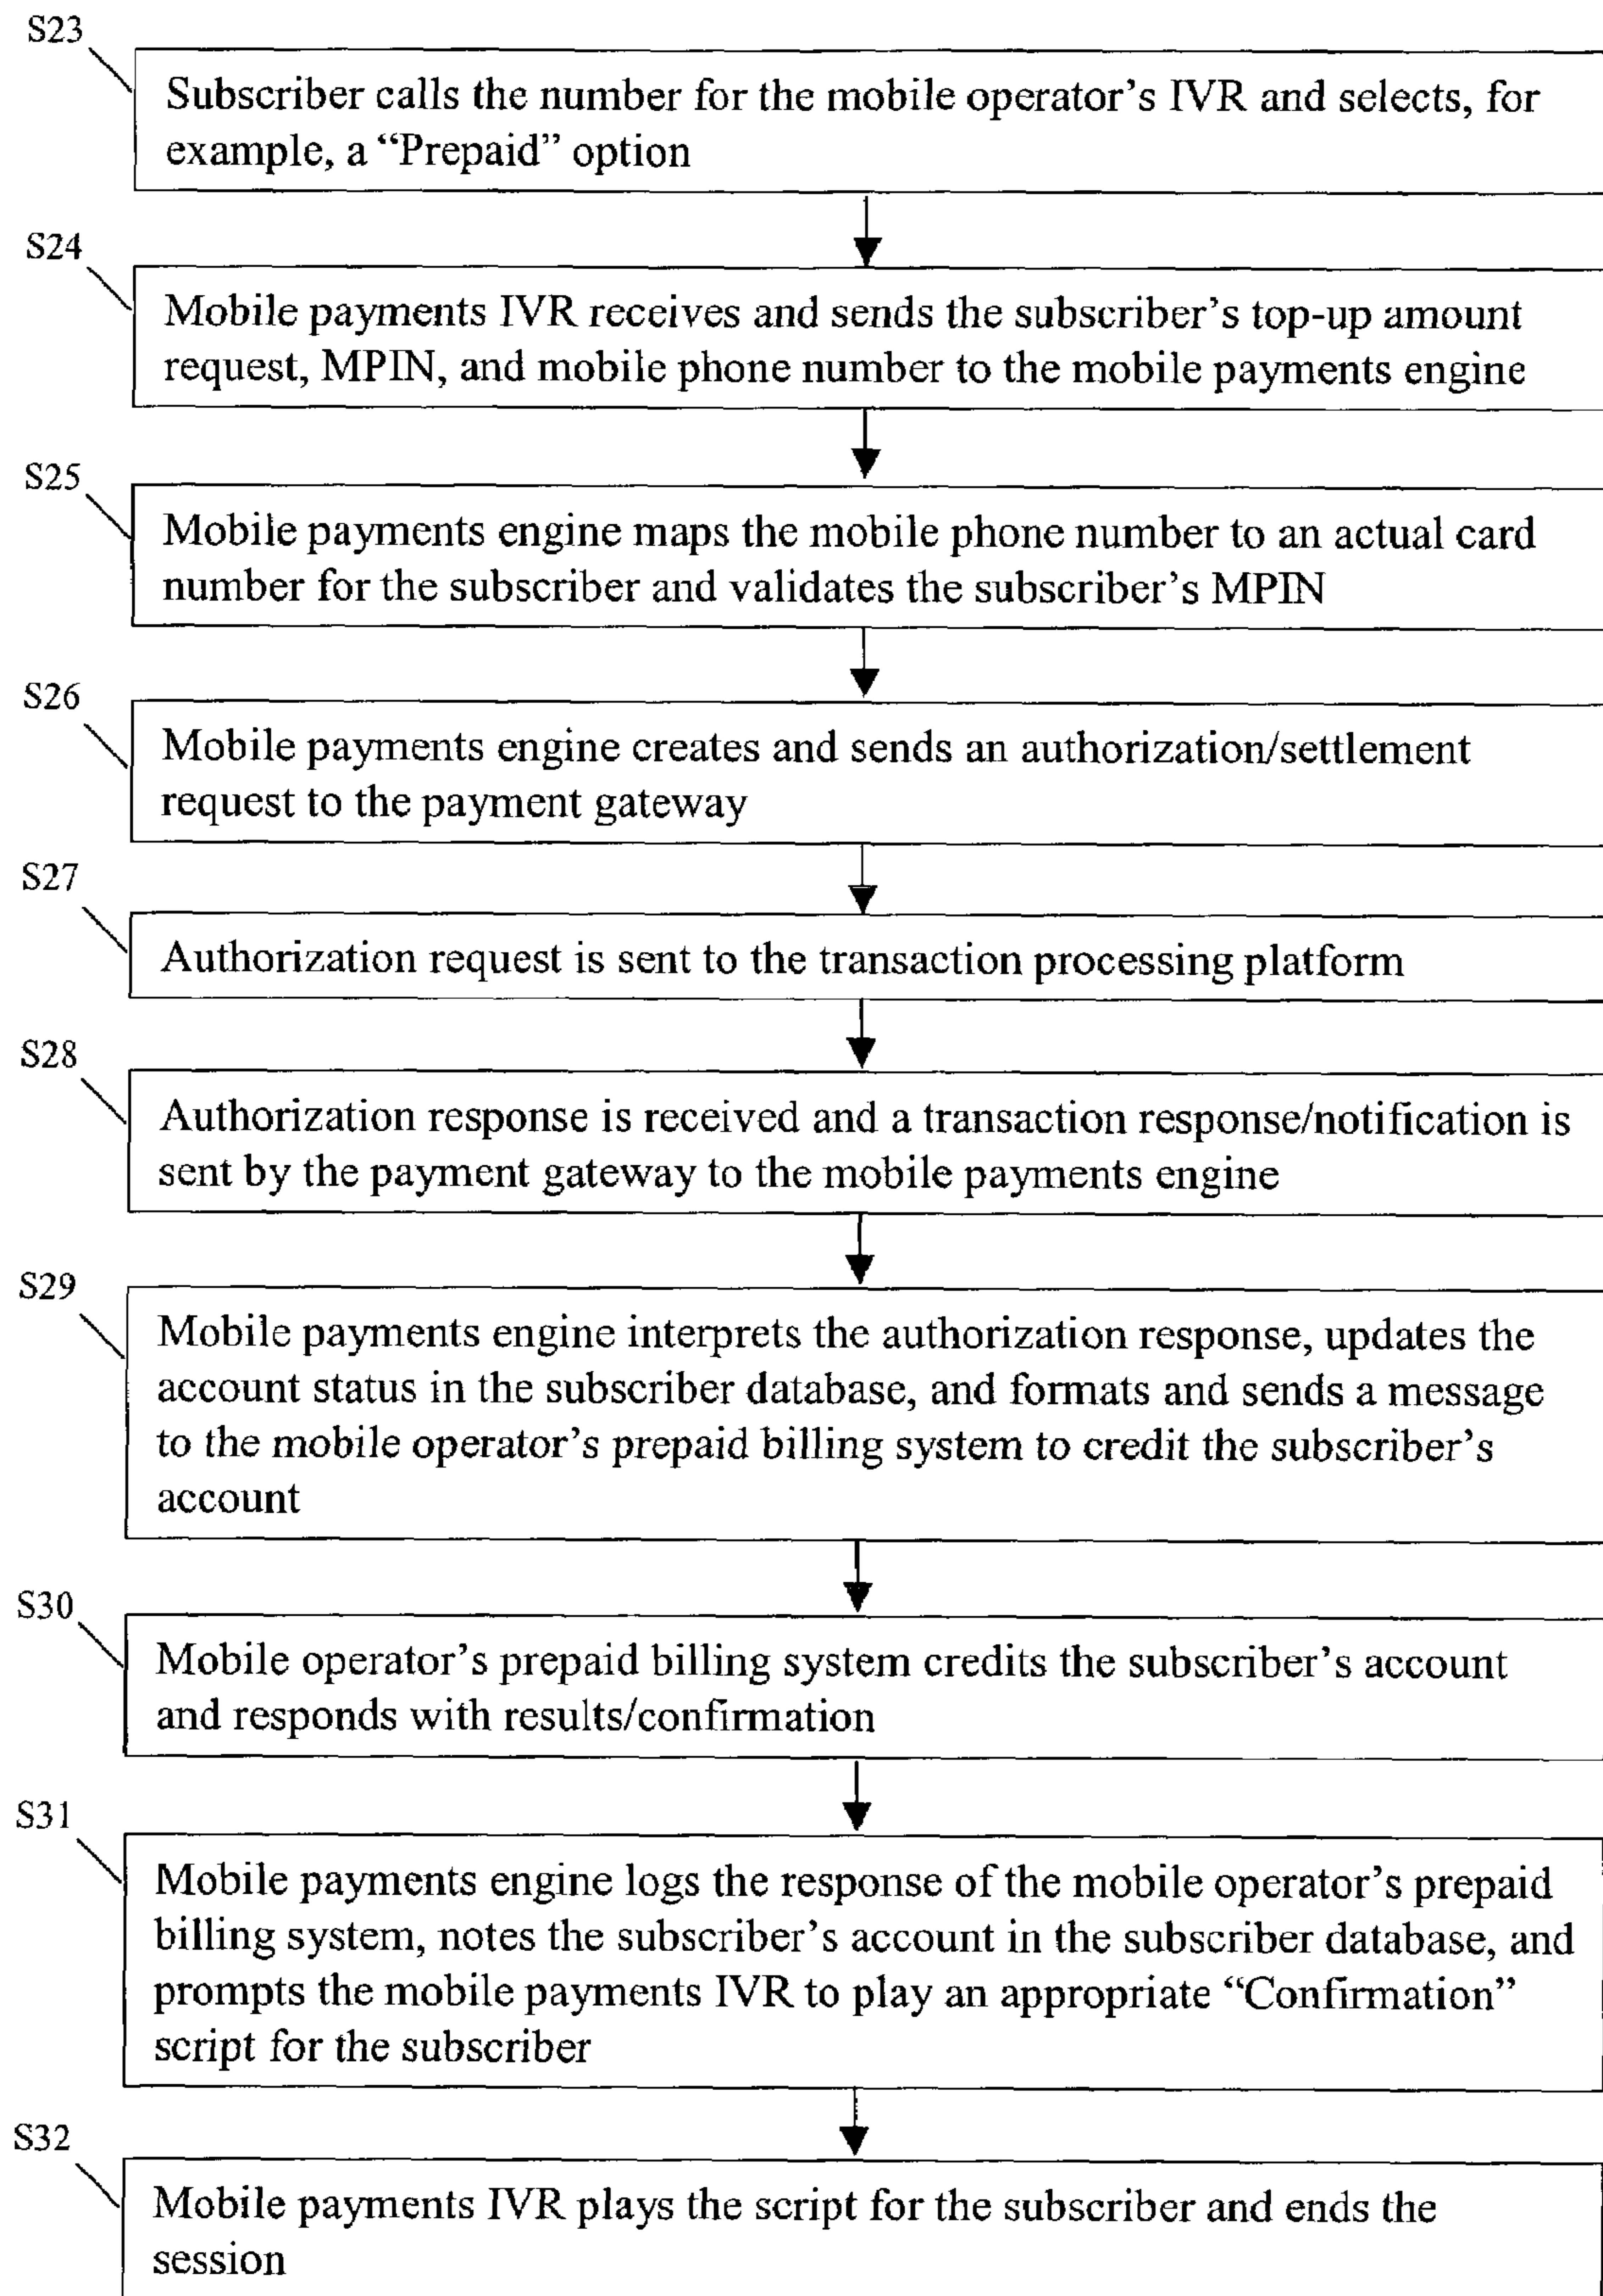 S23
Subscriber calls the number for the mobile operator’s IVR and selects, for
example, a “Prepaid” option
S24
Mobile payments IVR receives and sends the subscriber’s top-up amount
request, MPIN, and mobile phone number to the mobile payments engine
S25
Mobile payments engine maps the mobile phone number to an actual card
number for the subscriber and validates the subscriber’s MPIN
S26
Mobile payments engine creates and sends an authorization/settlement
request to the payment gateway
S27
Authorization request is sent to the transaction processing platform
S28
Authorization response is received and a transaction response/notification is
sent by the payment gateway to the mobile payments engine
S29
Mobile payments engine interprets the authorization response, updates the
account status in the subscriber database, and formats and sends a message
to the mobile operator’s prepaid billing system to credit the subscriber’s
account
S30
Mobile operator’s prepaid billing system credits the subscriber’s account
and responds with results/confirmation
S31
Mobile payments engine logs the response of the mobile operator’s prepaid
billing system, notes the subscriber’s account in the subscriber database, and
prompts the mobile payments IVR to play an appropriate “Confirmation”
script for the subscriber
S32
Mobile payments IVR plays the script for the subscriber and ends the
session